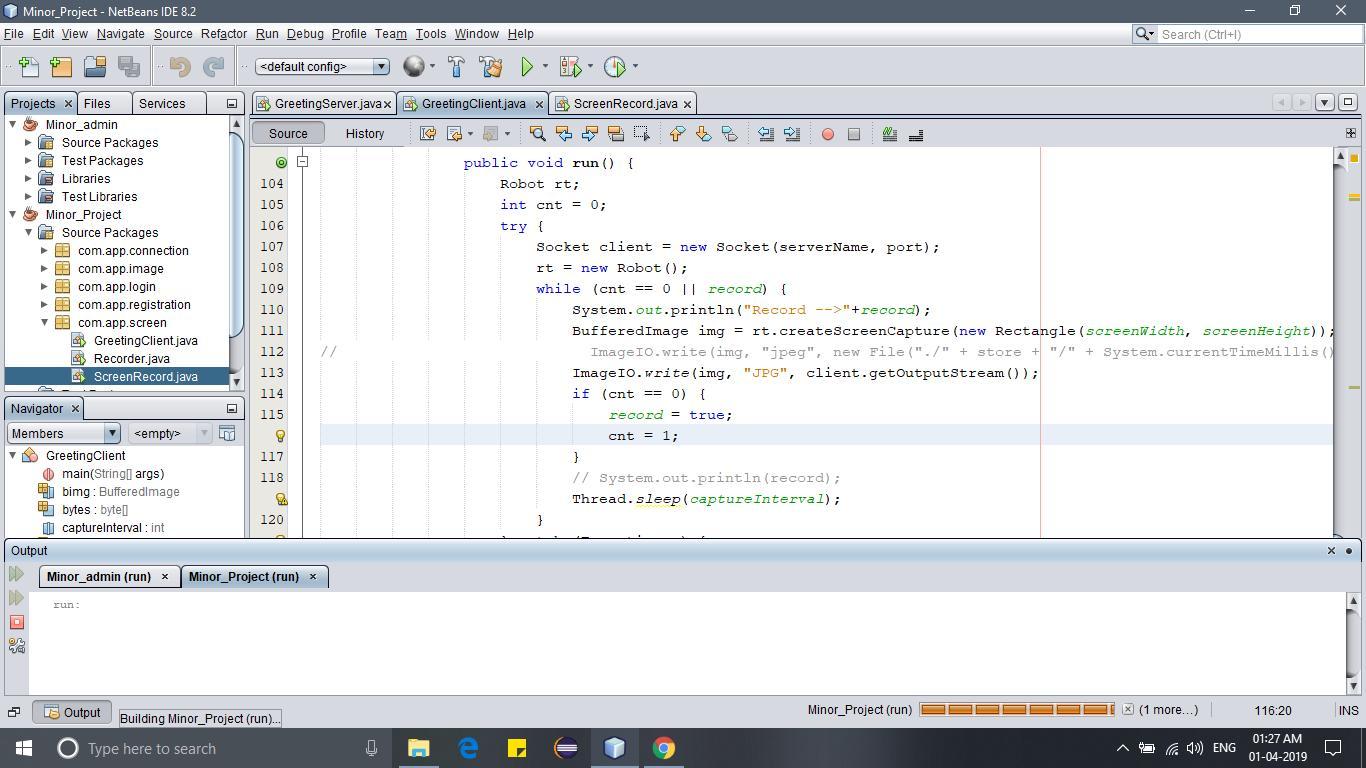 Minor_Project - NetBeans IDE 8.2
File Edit View Navigate Source Refactor Run Debug Profile Team Tools Window Help
Search (Ctrl+I)
<default config>
Projects Files Services
GreetingServer.java GreetingClient.java ScreenRecord.java
Minor_admin
Source Packages
Test Packages
Libraries
Test Libraries
Minor_Project
Source Packages
com.app.connection
com.app.image
com.app.login
com.app.registration
com.app.screen
GreetingClient.java
Recorder.java
ScreenRecord.java
Navigator
Members <empty>
GreetingClient
main(String[] args)
bimg : BufferedImage
bytes : byte[]
captureInterval : int
Source History
public void run() {
104 Robot rt;
105 int cnt = 0;
106 try {
107 Socket client = new Socket(serverName, port);
108 rt = new Robot();
109 while (cnt == 0 || record) {
110 System.out.println("Record -->"+record);
111 BufferedImage img = rt.createScreenCapture(new Rectangle(screenWidth, screenHeight));
112 // ImageIO.write(img, "jpeg", new File("./" + store + "/" + System.currentTimeMillis()
113 ImageIO.write(img, "JPG", client.getOutputStream());
114 if (cnt == 0) {
115 record = true;
cnt = 1;
117 }
118 // System.out.println(record);
Thread.sleep(captureInterval);
120 }
Output
Minor_admin (run) Minor_Project (run)
run:
Output Building Minor_Project (run)... Minor_Project (run) (1 more...) 116:20 INS
Type here to search
ENG 01:27 AM
01-04-2019